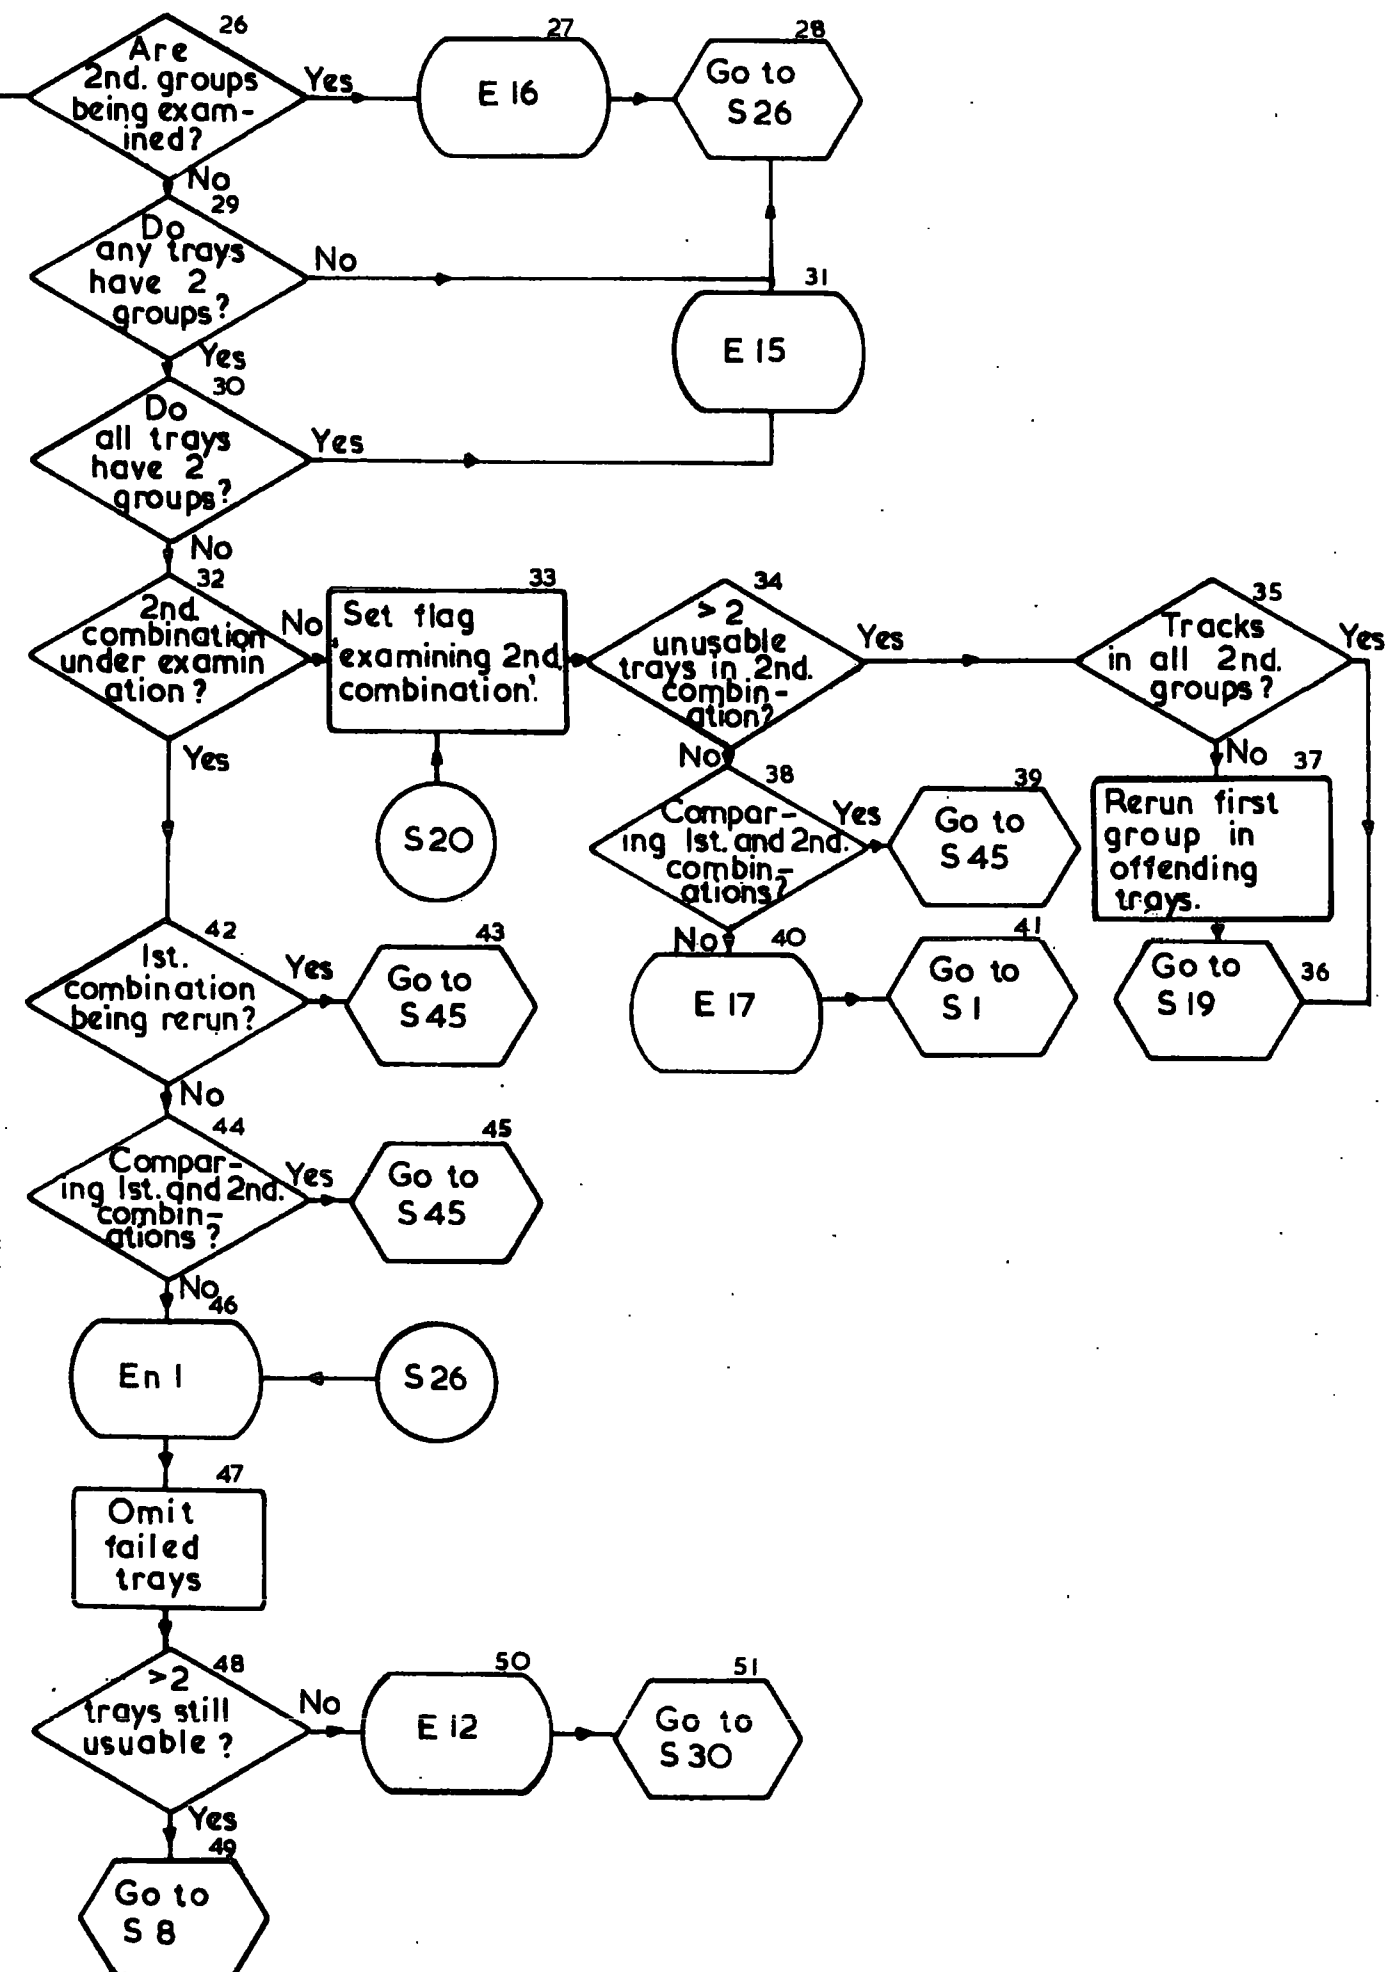 26
Are
2nd. groups
being exam-
ined?
Yes
27
E 16
28
Go to
S 26
No
29
Do
any trays
have 2
groups?
No
31
E 15
Yes
30
Do
all trays
have 2
groups?
Yes
No
32
2nd.
combination
under examin
ation?
No
33
Set flag
'examining 2nd.
combination'.
34
> 2
unusable
trays in 2nd.
combin-
ation?
Yes
35
Tracks
in all 2nd.
groups?
Yes
No
37
Rerun first
group in
offending
trays.
36
Go to
S 19
S 20
No
38
Compar-
ing 1st. and 2nd.
combin-
ations?
Yes
39
Go to
S 45
No
40
E 17
41
Go to
S 1
Yes
42
1st.
combination
being rerun?
Yes
43
Go to
S 45
No
44
Compar-
ing 1st. and 2nd.
combin-
ations?
Yes
45
Go to
S 45
No
46
En 1
S 26
47
Omit
failed
trays
48
>2
trays still
usuable?
No
50
E 12
51
Go to
S 30
Yes
49
Go to
S 8